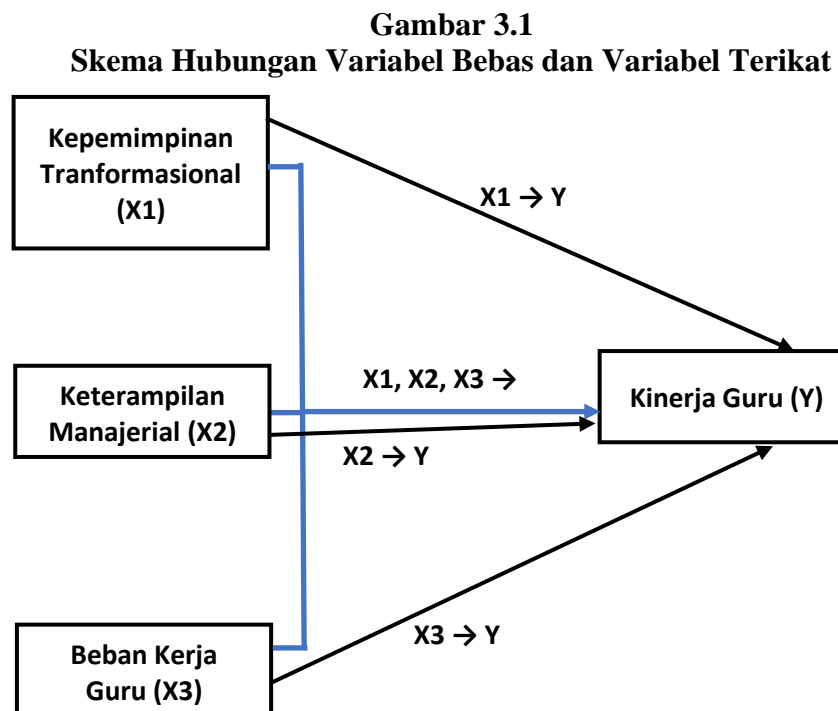 Gambar 3.1
Skema Hubungan Variabel Bebas dan Variabel Terikat
Kepemimpinan
Tranformasional
(X1)
X1 → Y
Keterampilan
Manajerial (X2)
X1, X2, X3 →
Kinerja Guru (Y)
X2 → Y
Beban Kerja
Guru (X3)
X3 → Y